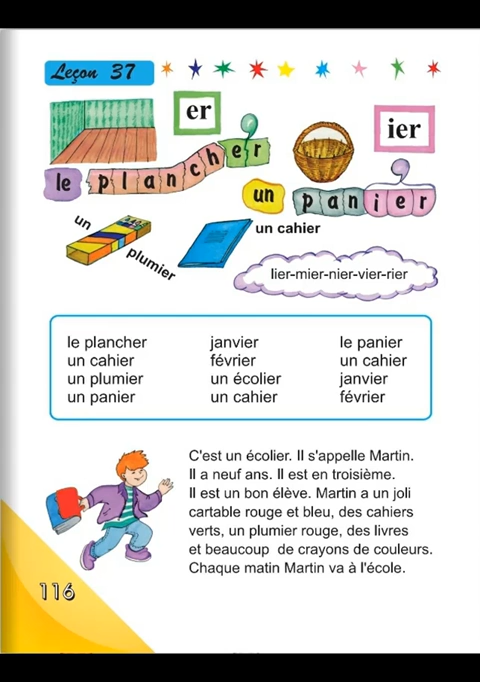 Leçon 37
er
ier
le plancher
un panier
un plumier
un cahier
lier-mier-nier-vier-rier
le plancher janvier le panier
un cahier février un cahier
un plumier un écolier janvier
un panier un cahier février
C'est un écolier. Il s'appelle Martin.
Il a neuf ans. Il est en troisième.
Il est un bon élève. Martin a un joli
cartable rouge et bleu, des cahiers
verts, un plumier rouge, des livres
et beaucoup de crayons de couleurs.
Chaque matin Martin va à l'école.
116